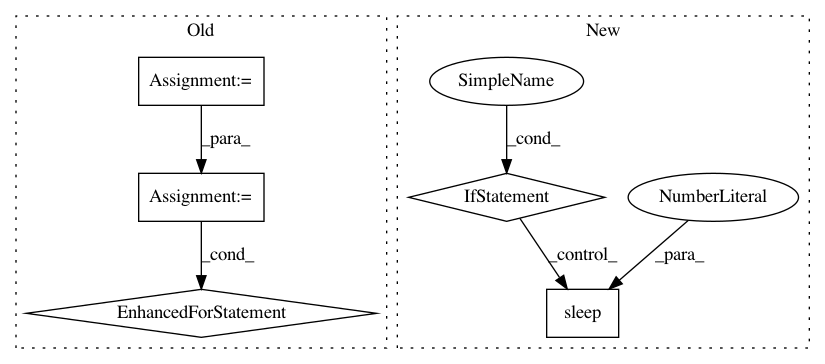 Old
New
Assignment:=
SimpleName
_para_
_cond_
Assignment:=
IfStatement
NumberLiteral
_cond_
_control_
_para_
EnhancedForStatement
sleep